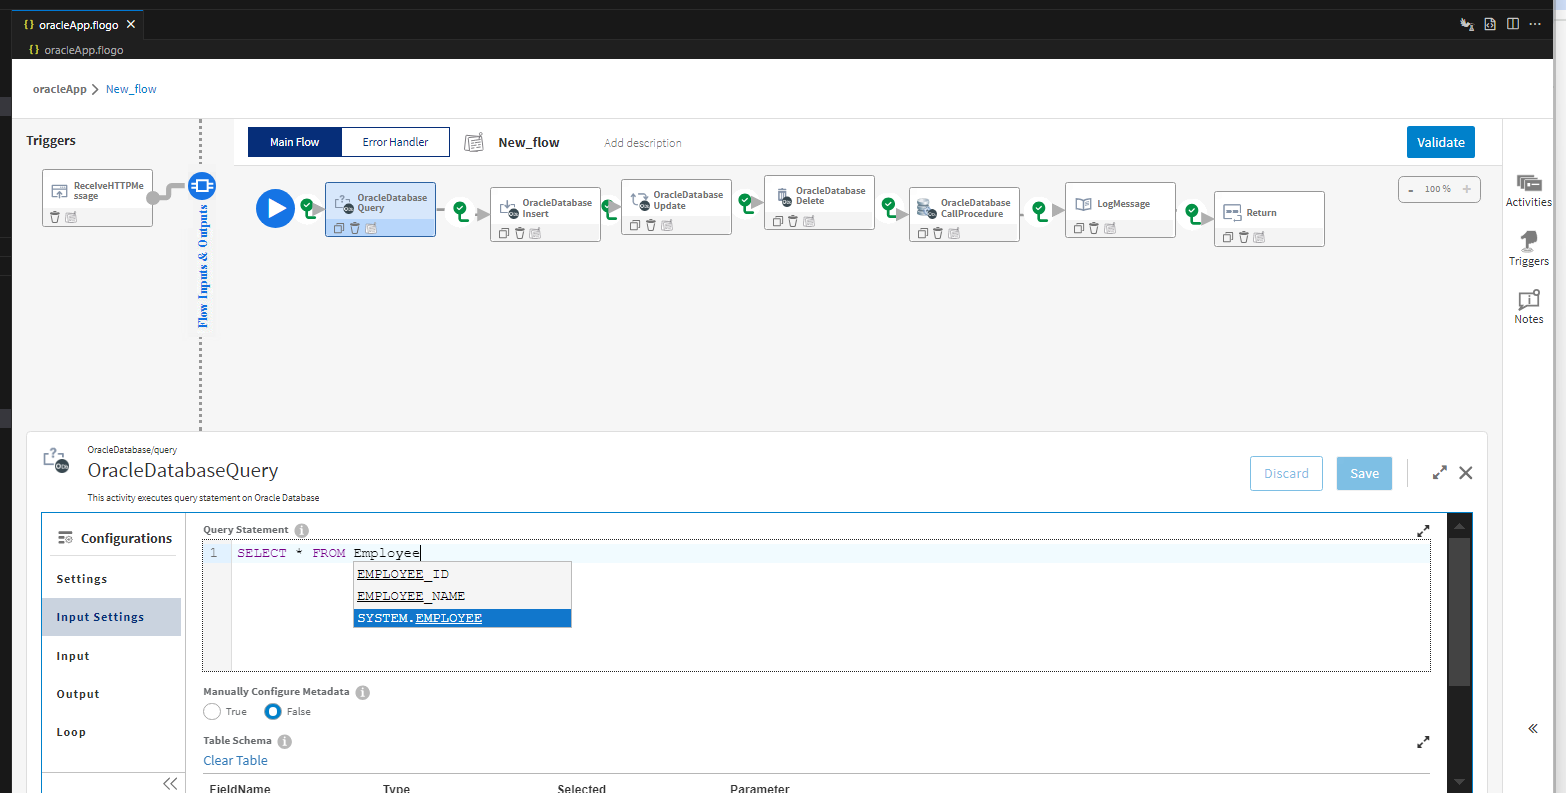 {} oracleApp.flogo ×
{} oracleApp.flogo
oracleApp > New_flow
Triggers
Main Flow Error Handler New_flow Add description Validate
ReceiveHTTPMe
ssage
Flow Inputs & Outputs
OracleDatabase
Query
OracleDatabase
Insert
OracleDatabase
Update
OracleDatabase
Delete
OracleDatabase
CallProcedure
LogMessage
Return
- 100 % +
Activities
Triggers
Notes
OracleDatabase/query
OracleDatabaseQuery
This activity executes query statement on Oracle Database
Discard Save
Configurations
Settings
Input Settings
Input
Output
Loop
Query Statement
1 SELECT * FROM Employee
EMPLOYEE_ID
EMPLOYEE_NAME
SYSTEM.EMPLOYEE
Manually Configure Metadata
True False
Table Schema
Clear Table
FieldName Type Selected Parameter